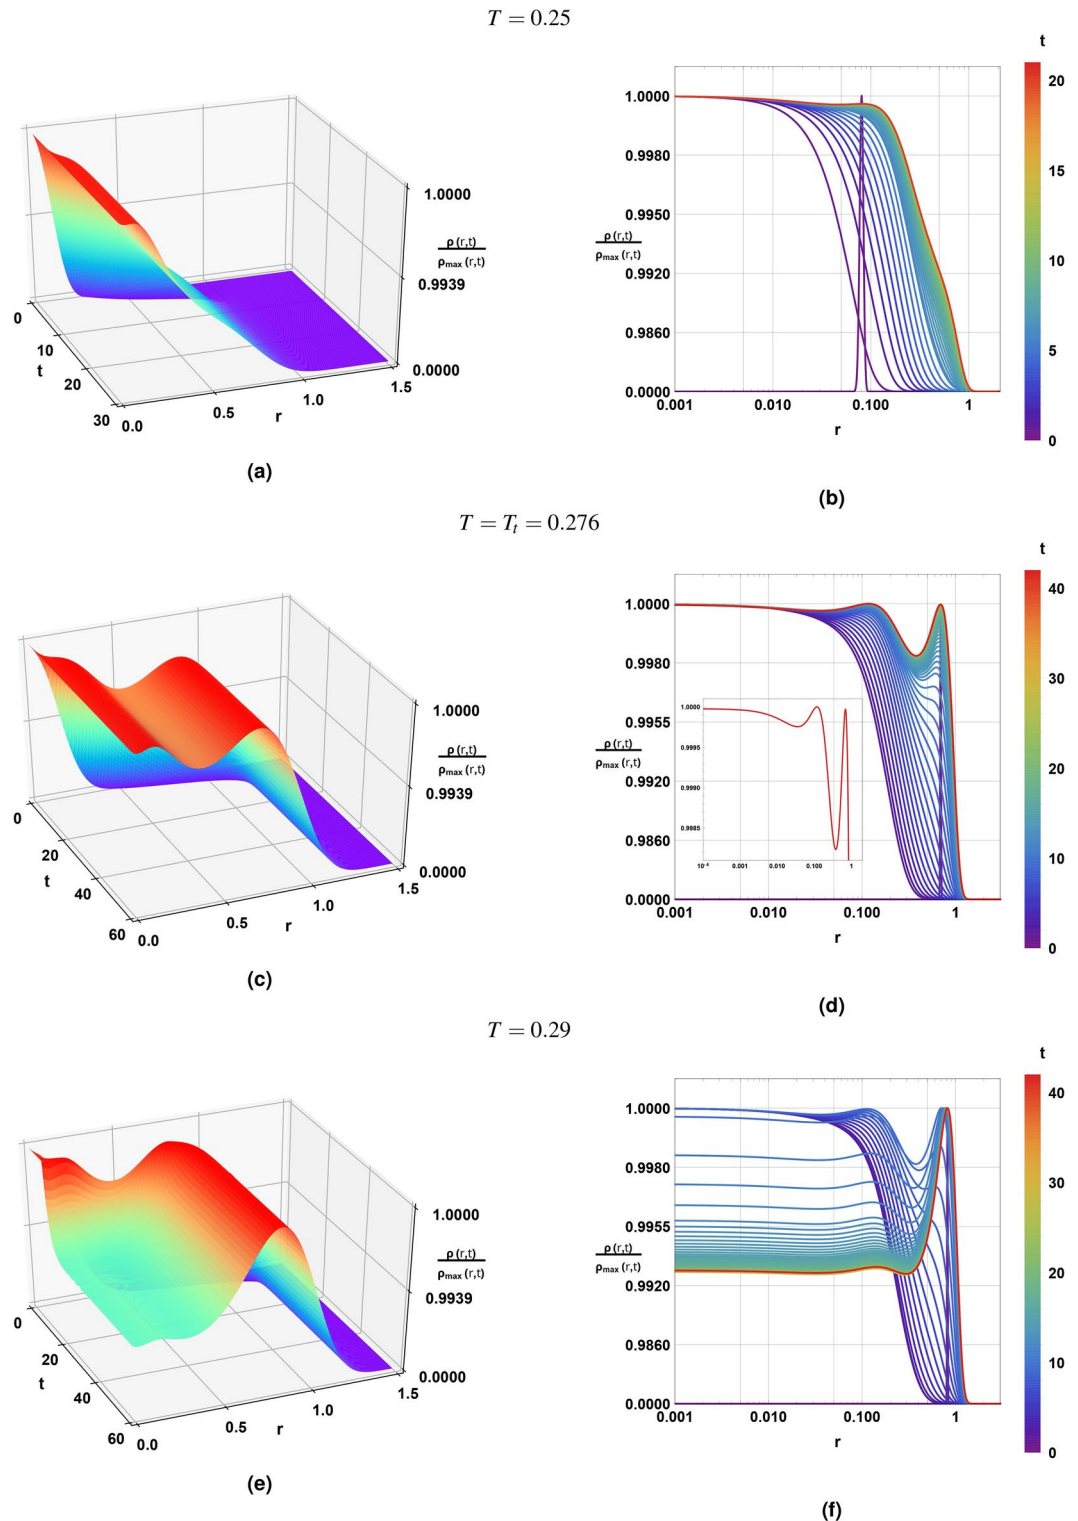 T = 0.25
t
1.0000
ρ(r,t)
ρmax(r,t)
0.9939
0.0000
0
10
t
20
30
0.0
0.5
1.0
1.5
r
(a)
1.0000
0.9980
0.9950
ρ(r,t)
ρmax(r,t)
0.9920
0.9860
0.0000
0.001
0.010
0.100
1
r
20
15
10
5
0
(b)
T = Tt = 0.276
t
1.0000
ρ(r,t)
ρmax(r,t)
0.9939
0.0000
0
20
t
40
60
0.0
0.5
1.0
1.5
r
(c)
1.0000
0.9980
0.9955
ρ(r,t)
ρmax(r,t)
0.9920
0.9860
0.0000
0.001
0.010
0.100
1
r
1.0000
0.9995
0.9990
0.9985
10⁻⁴
0.001
0.010
0.100
1
40
30
20
10
0
(d)
T = 0.29
t
1.0000
ρ(r,t)
ρmax(r,t)
0.9939
0.0000
0
20
t
40
60
0.0
0.5
1.0
1.5
r
(e)
1.0000
0.9980
0.9955
ρ(r,t)
ρmax(r,t)
0.9920
0.9860
0.0000
0.001
0.010
0.100
1
r
40
30
20
10
0
(f)